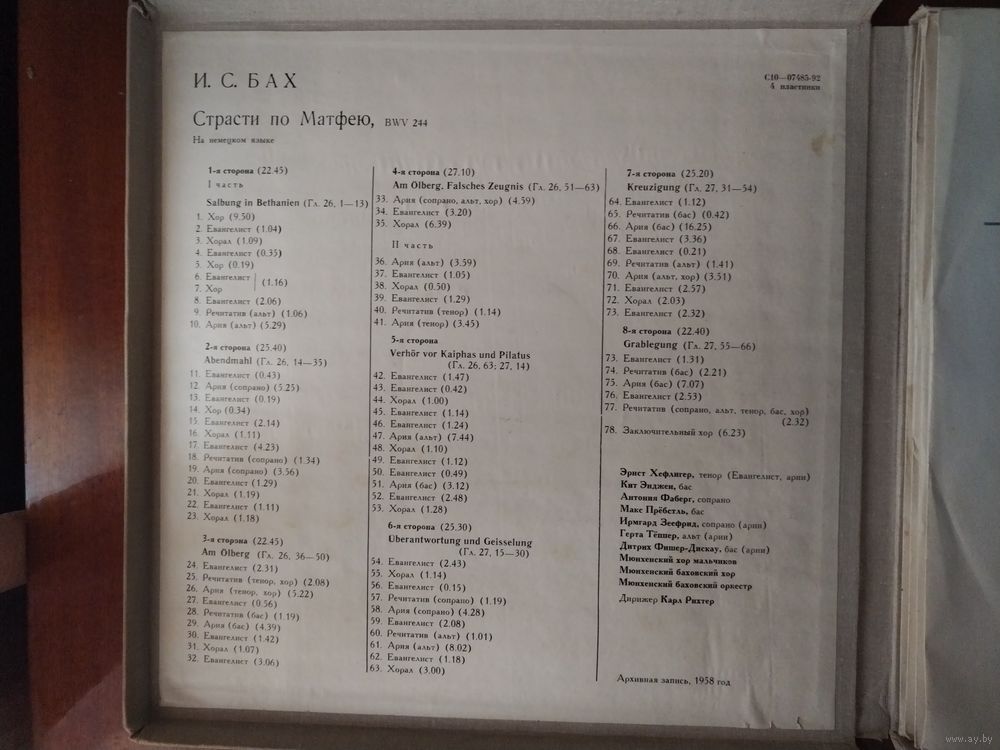 И. С. БАХ
С10—07485-92
4 пластинки
Страсти по Матфею, BWV 244
На немецком языке
1-я сторона (22.45)
I часть
Salbung in Bethanien (Гл. 26, 1—13)
1. Хор (9.50)
2. Евангелист (1.04)
3. Хорал (1.09)
4. Евангелист (0.35)
5. Хор (0.19)
6. Евангелист
7. Хор
(1.16)
8. Евангелист (2.06)
9. Речитатив (альт) (1.06)
10. Ария (альт) (5.29)
2-я сторона (25.40)
Abendmahl (Гл. 26, 14—35)
11. Евангелист (0.43)
12. Ария (сопрано) (5.25)
13. Евангелист (0.19)
14. Хор (0.34)
15. Евангелист (2.14)
16. Хорал (1.11)
17. Евангелист (4.23)
18. Речитатив (сопрано) (1.34)
19. Ария (сопрано) (3.56)
20. Евангелист (1.29)
21. Хорал (1.19)
22. Евангелист (1.11)
23. Хорал (1.18)
3-я сторона (22.45)
Am Ölberg (Гл. 26, 36—50)
24. Евангелист (2.31)
25. Речитатив (тенор, хор) (2.08)
26. Ария (тенор, хор) (5.22)
27. Евангелист (0.56)
28. Речитатив (бас) (1.19)
29. Ария (бас) (4.39)
30. Евангелист (1.42)
31. Хорал (1.07)
32. Евангелист (3.06)
4-я сторона (27.10)
Am Ölberg. Falsches Zeugnis (Гл. 26, 51—63)
33. Ария (сопрано, альт, хор) (4.59)
34. Евангелист (3.20)
35. Хорал (6.39)
II часть
36. Ария (альт) (3.59)
37. Евангелист (1.05)
38. Хорал (0.50)
39. Евангелист (1.29)
40. Речитатив (тенор) (1.14)
41. Ария (тенор) (3.45)
5-я сторона
Verhör vor Kaiphas und Pilatus
(Гл. 26, 63; 27, 14)
42. Евангелист (1.47)
43. Евангелист (0.42)
44. Хорал (1.00)
45. Евангелист (1.14)
46. Евангелист (1.24)
47. Ария (альт) (7.44)
48. Хорал (1.10)
49. Евангелист (1.12)
50. Евангелист (0.49)
51. Ария (бас) (3.12)
52. Евангелист (2.48)
53. Хорал (1.28)
6-я сторона (25.30)
Überantwortung und Geisselung
(Гл. 27, 15—30)
54. Евангелист (2.43)
55. Хорал (1.14)
56. Евангелист (0.15)
57. Речитатив (сопрано) (1.19)
58. Ария (сопрано) (4.28)
59. Евангелист (2.08)
60. Речитатив (альт) (1.01)
61. Ария (альт) (8.02)
62. Евангелист (1.18)
63. Хорал (3.00)
7-я сторона (25.20)
Kreuzigung (Гл. 27, 31—54)
64. Евангелист (1.12)
65. Речитатив (бас) (0.42)
66. Ария (бас) (16.25)
67. Евангелист (3.36)
68. Евангелист (0.21)
69. Речитатив (альт) (1.41)
70. Ария (альт, хор) (3.51)
71. Евангелист (2.57)
72. Хорал (2.03)
73. Евангелист (2.32)
8-я сторона (22.40)
Grablegung (Гл. 27, 55—66)
73. Евангелист (1.31)
74. Речитатив (бас) (2.21)
75. Ария (бас) (7.07)
76. Евангелист (2.53)
77. Речитатив (сопрано, альт, тенор, бас, хор)
(2.32)
78. Заключительный хор (6.23)
Эрнст Хефлигер, тенор (Евангелист, арии)
Кит Энджен, бас
Антония Фаберг, сопрано
Макс Прёбстль, бас
Ирмгард Зеефрид, сопрано (арии)
Герта Тёппер, альт (арии)
Дитрих Фишер-Дискау, бас (арии)
Мюнхенский хор мальчиков
Мюнхенский баховский хор
Мюнхенский баховский оркестр
Дирижер Карл Рихтер
Архивная запись, 1958 год
www.ay.by